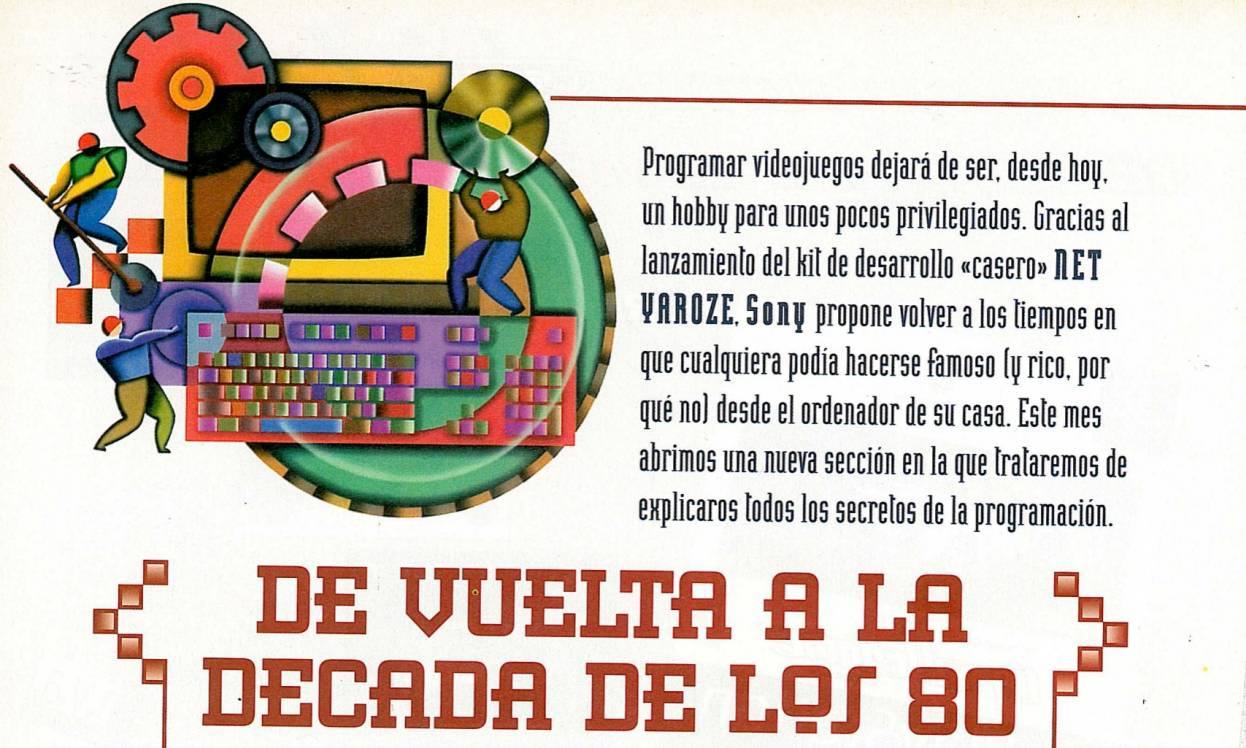 Programar videojuegos dejará de ser, desde hoy,
un hobby para unos pocos privilegiados. Gracias al
lanzamiento del kit de desarrollo «casero» NET
YAROZE, Sony propone volver a los tiempos en
que cualquiera podía hacerse famoso (y rico, por
qué no) desde el ordenador de su casa. Este mes
abrimos una nueva sección en la que trataremos de
explicaros todos los secretos de la programación.
DE VUELTA A LA
DECADA DE LOS 80